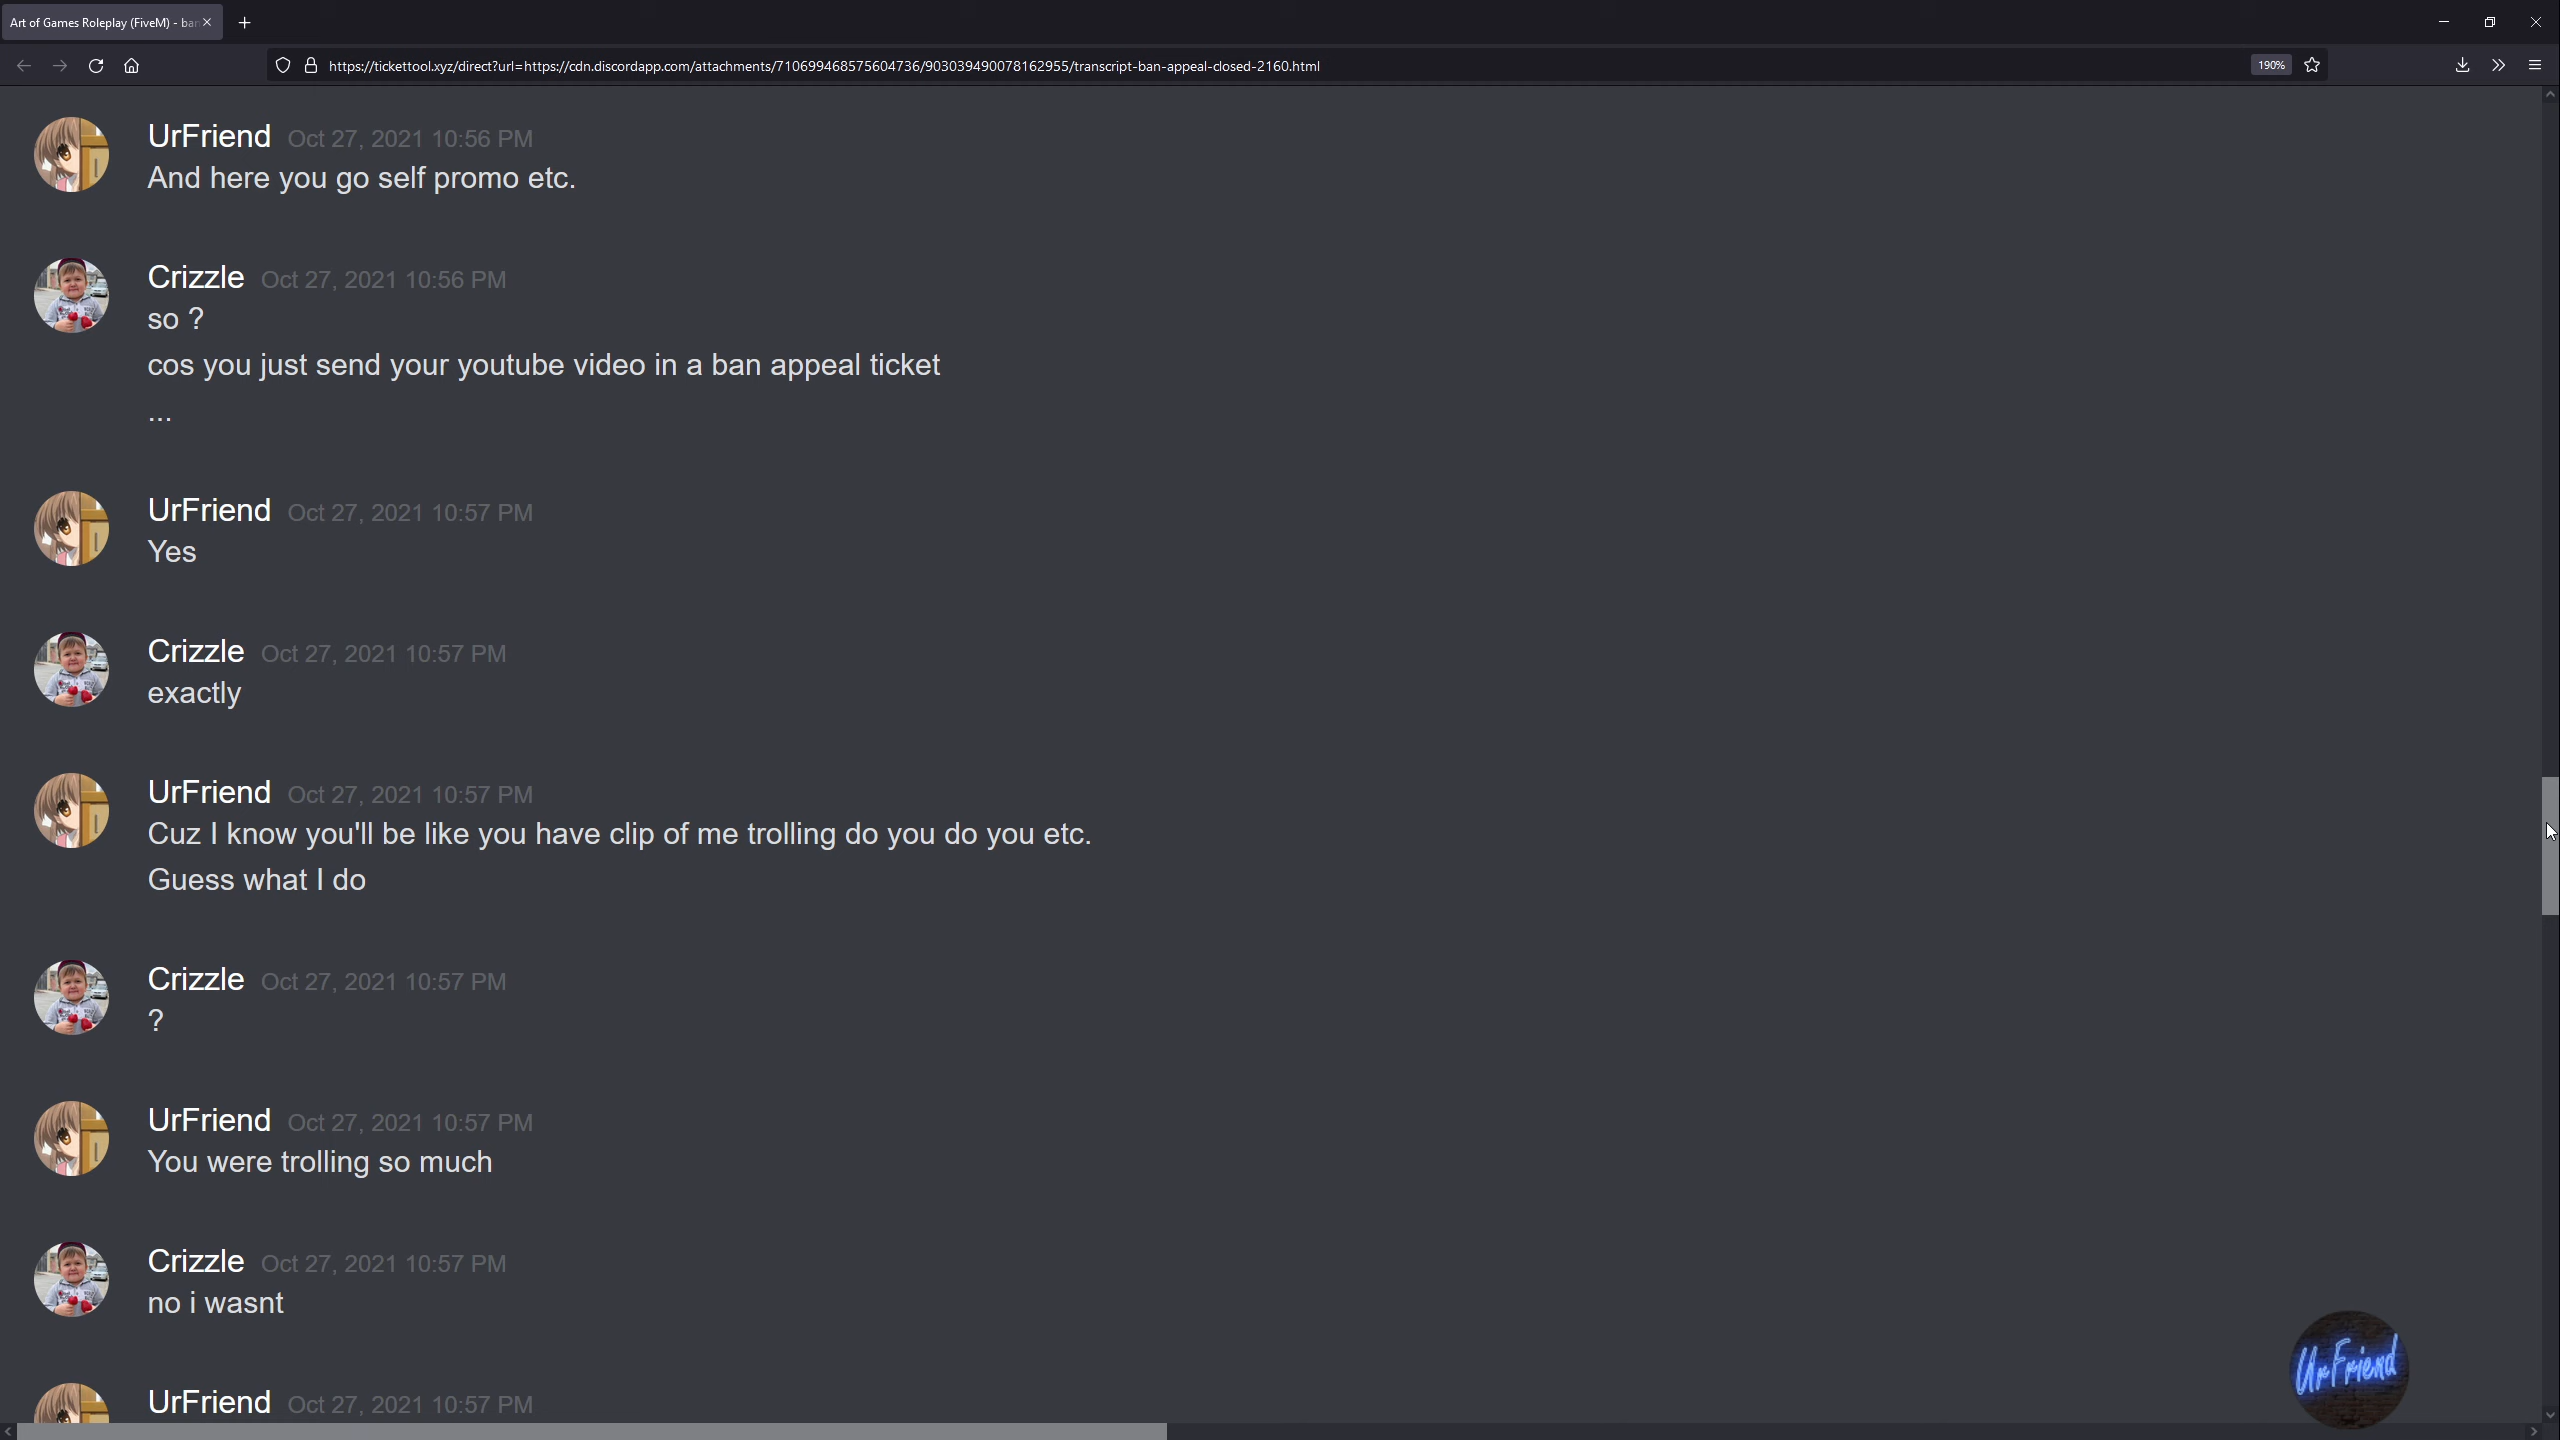 Art of Games Roleplay (FiveM) - ban
https://tickettool.xyz/direct?url=https://cdn.discordapp.com/attachments/710699468575604736/903039490078162955/transcript-ban-appeal-closed-2160.html
190%
UrFriend Oct 27, 2021 10:56 PM
And here you go self promo etc.
Crizzle Oct 27, 2021 10:56 PM
so ?
cos you just send your youtube video in a ban appeal ticket
...
UrFriend Oct 27, 2021 10:57 PM
Yes
Crizzle Oct 27, 2021 10:57 PM
exactly
UrFriend Oct 27, 2021 10:57 PM
Cuz I know you'll be like you have clip of me trolling do you do you etc.
Guess what I do
Crizzle Oct 27, 2021 10:57 PM
?
UrFriend Oct 27, 2021 10:57 PM
You were trolling so much
Crizzle Oct 27, 2021 10:57 PM
no i wasnt
UrFriend
UrFriend Oct 27, 2021 10:57 PM